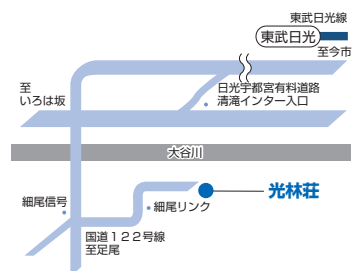 東武日光線
東武日光
至今市
至
いろは坂
日光宇都宮有料道路
清滝インター入口
大谷川
光林荘
細尾信号
細尾リンク
国道122号線
至足尾